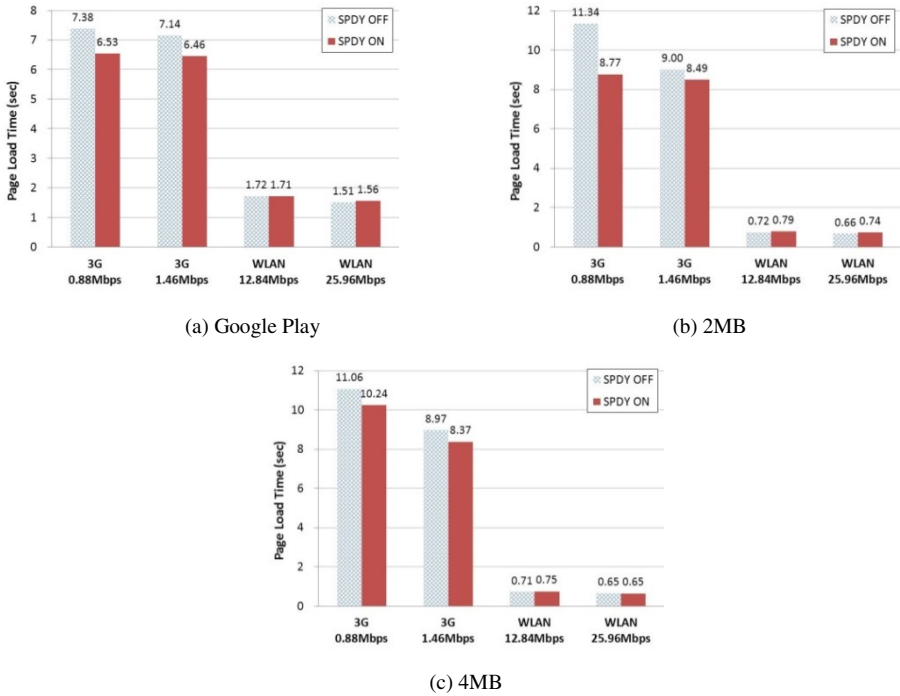 8
7
6
5
4
3
2
1
0
Page Load Time (sec)
7.38
6.53
7.14
6.46
1.72
1.71
1.51
1.56
SPDY OFF
SPDY ON
3G
0.88Mbps
3G
1.46Mbps
WLAN
12.84Mbps
WLAN
25.96Mbps
(a) Google Play
12
10
8
6
4
2
0
Page Load Time (sec)
11.34
8.77
9.00
8.49
0.72
0.79
0.66
0.74
SPDY OFF
SPDY ON
3G
0.88Mbps
3G
1.46Mbps
WLAN
12.84Mbps
WLAN
25.96Mbps
(b) 2MB
12
10
8
6
4
2
0
Page Load Time (sec)
11.06
10.24
8.97
8.37
0.71
0.75
0.65
0.65
SPDY OFF
SPDY ON
3G
0.88Mbps
3G
1.46Mbps
WLAN
12.84Mbps
WLAN
25.96Mbps
(c) 4MB